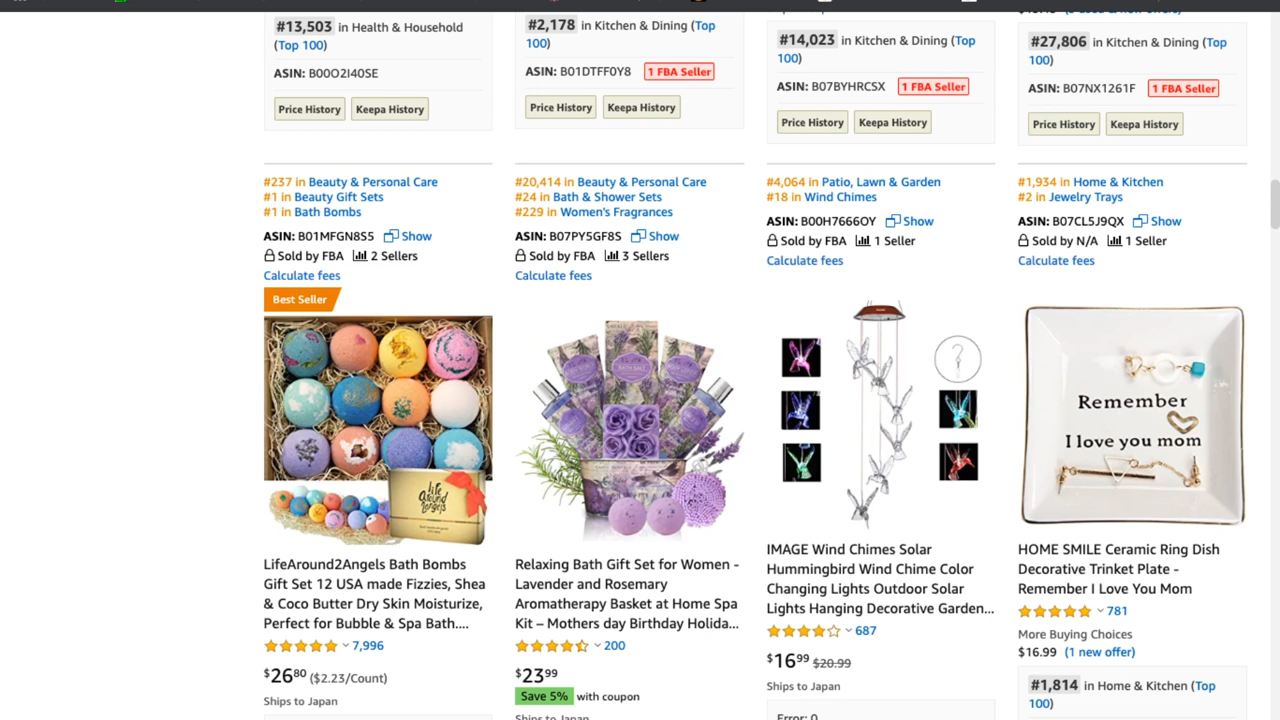 #13,503 in Health & Household
(Top 100)
ASIN: B00O2I40SE
Price History Keepa History
#2,178 in Kitchen & Dining (Top
100)
ASIN: B01DTFF0Y8 1 FBA Seller
Price History Keepa History
#14,023 in Kitchen & Dining (Top
100)
ASIN: B07BYHRCSX 1 FBA Seller
Price History Keepa History
#27,806 in Kitchen & Dining (Top
100)
ASIN: B07NX1261F 1 FBA Seller
Price History Keepa History
#237 in Beauty & Personal Care
#1 in Beauty Gift Sets
#1 in Bath Bombs
ASIN: B01MFGN8S5 Show
Sold by FBA 2 Sellers
Calculate fees
Best Seller
Life
Around
2 Angels
LifeAround2Angels Bath Bombs
Gift Set 12 USA made Fizzies, Shea
& Coco Butter Dry Skin Moisturize,
Perfect for Bubble & Spa Bath....
7,996
$26.80 ($2.23/Count)
Ships to Japan
#20,414 in Beauty & Personal Care
#24 in Bath & Shower Sets
#229 in Women's Fragrances
ASIN: B07PY5GF8S Show
Sold by FBA 3 Sellers
Calculate fees
Relaxing Bath Gift Set for Women -
Lavender and Rosemary
Aromatherapy Basket at Home Spa
Kit – Mothers day Birthday Holida...
200
$23.99
Save 5% with coupon
Ships to Japan
#4,064 in Patio, Lawn & Garden
#18 in Wind Chimes
ASIN: B00H7666OY Show
Sold by FBA 1 Seller
Calculate fees
IMAGE Wind Chimes Solar
Hummingbird Wind Chime Color
Changing Lights Outdoor Solar
Lights Hanging Decorative Garden...
687
$16.99 $20.99
Ships to Japan
Error: 0
#1,934 in Home & Kitchen
#2 in Jewelry Trays
ASIN: B07CL5J9QX Show
Sold by N/A 1 Seller
Calculate fees
Remember
I love you mom
HOME SMILE Ceramic Ring Dish
Decorative Trinket Plate -
Remember I Love You Mom
781
More Buying Choices
$16.99 (1 new offer)
#1,814 in Home & Kitchen (Top
100)